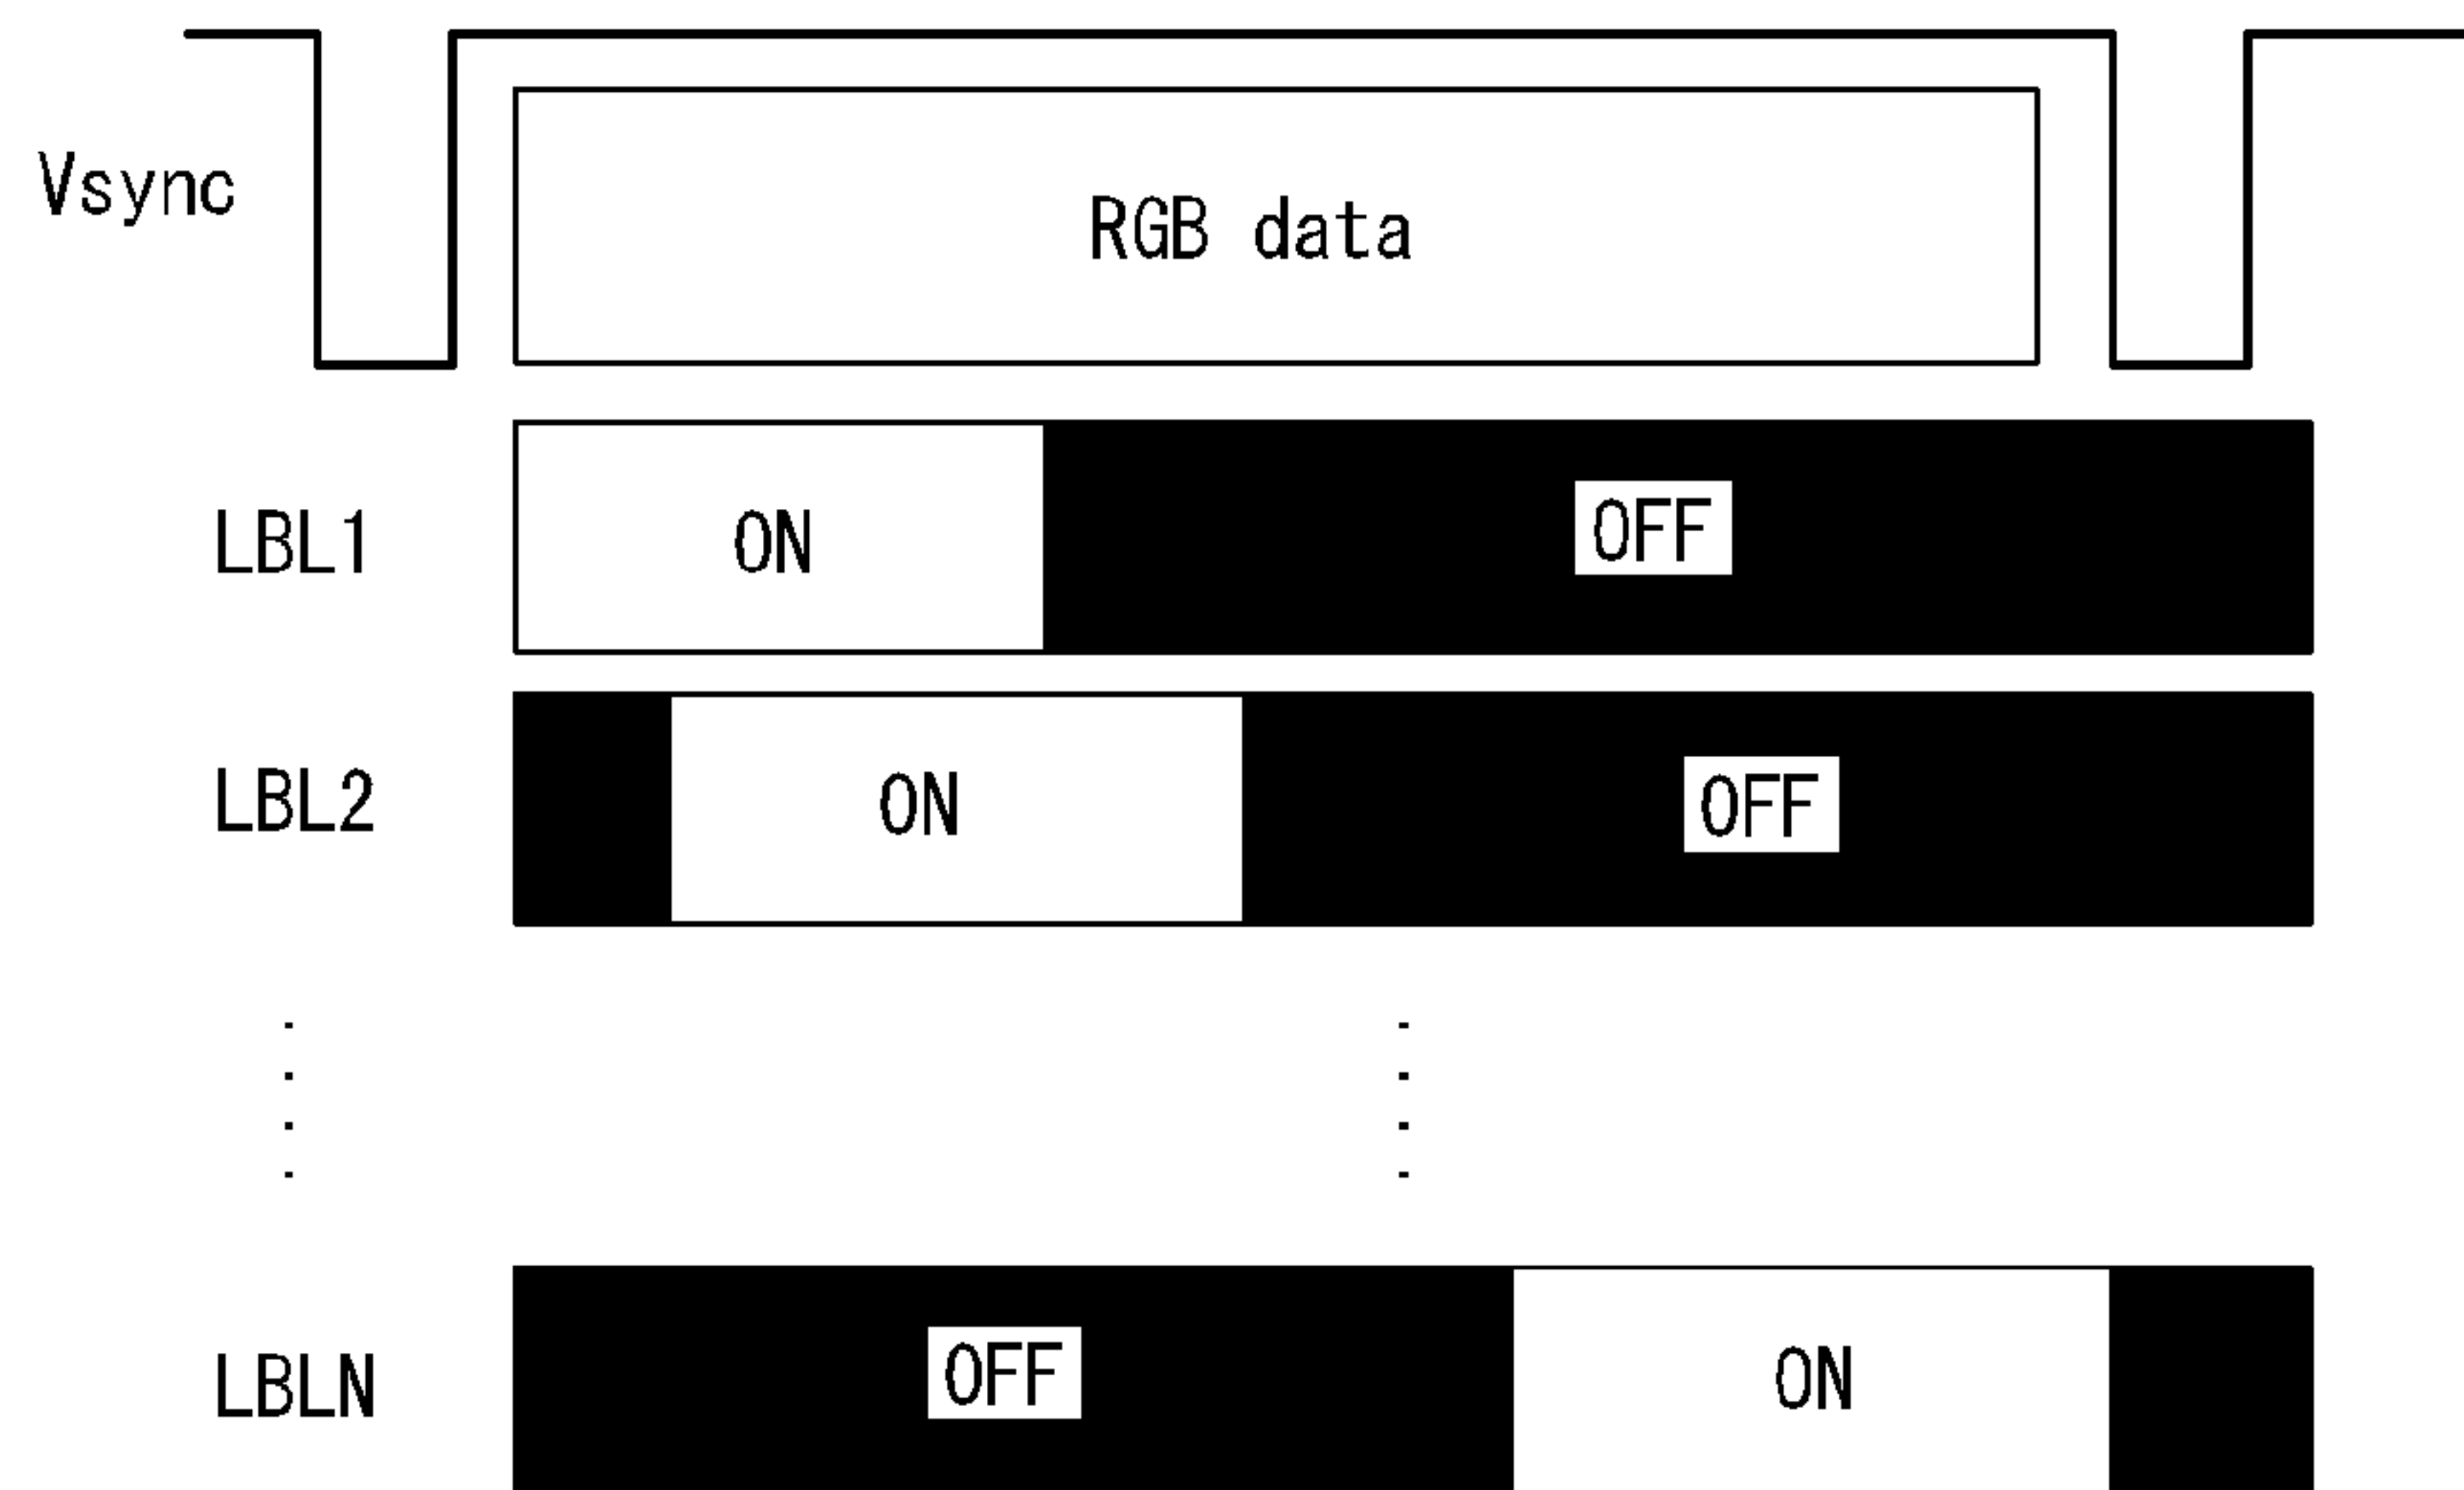 Vsync
RGB data
LBL1 ON OFF
LBL2 ON OFF
LBLN OFF ON